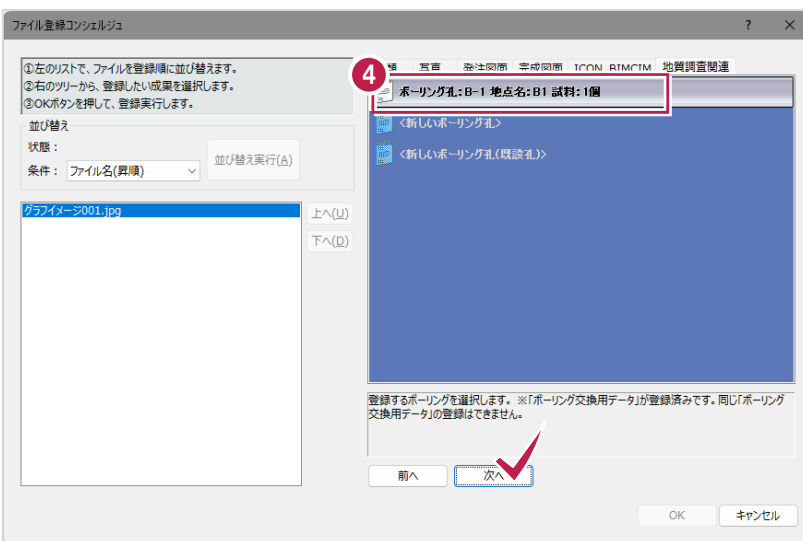 ファイル登録コンシェルジュ
? ×
①左のリストで、ファイルを登録順に並び替えます。
②右のツリーから、登録したい成果を選択します。
③OKボタンを押して、登録実行します。
並び替え
状態：
条件： ファイル名(昇順)
並び替え実行(A)
グラフイメージ001.jpg
上へ(U)
下へ(D)
写真 発注図面 完成図面 ICON BIMCIM 地質調査関連
4
ボーリング孔:B-1 地点名:B1 試料:1個
<新しいボーリング孔>
<新しいボーリング孔(既設孔)>
登録するボーリングを選択します。 ※「ボーリング交換用データ」が登録済みです。同じ「ボーリング
交換用データ」の登録はできません。
前へ 次へ
OK キャンセル